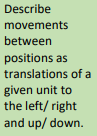 Describe
movements
between
positions as
translations of a
given unit to
the left/ right
and up/ down.